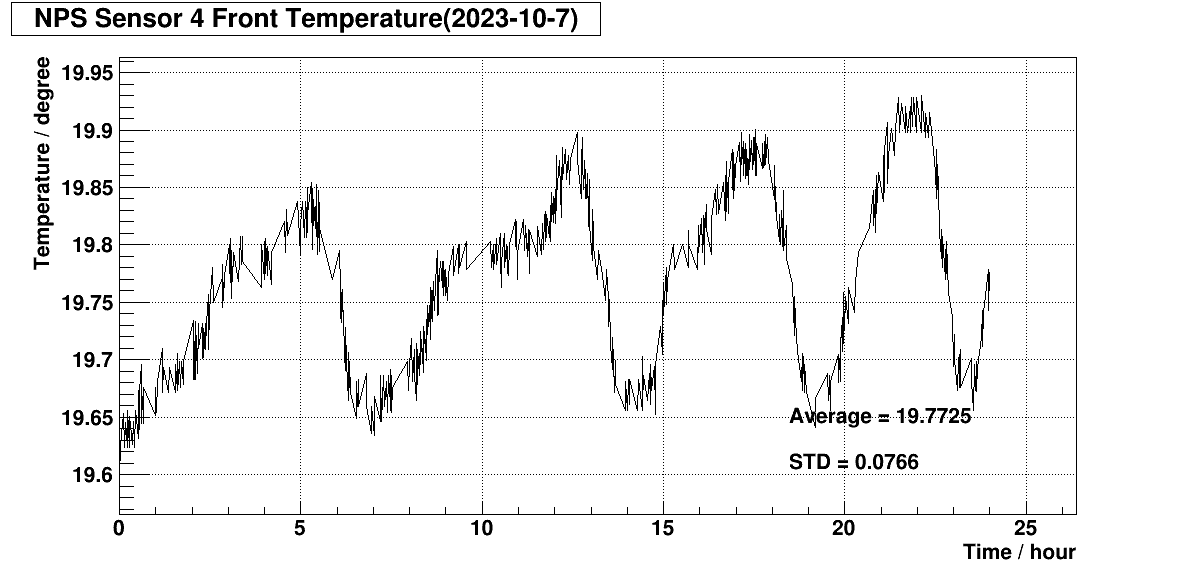 NPS Sensor 4 Front Temperature(2023-10-7)
Temperature / degree
19.95
19.9
19.85
19.8
19.75
19.7
19.65
19.6
Average = 19.7725
STD = 0.0766
0 5 10 15 20 25
Time / hour